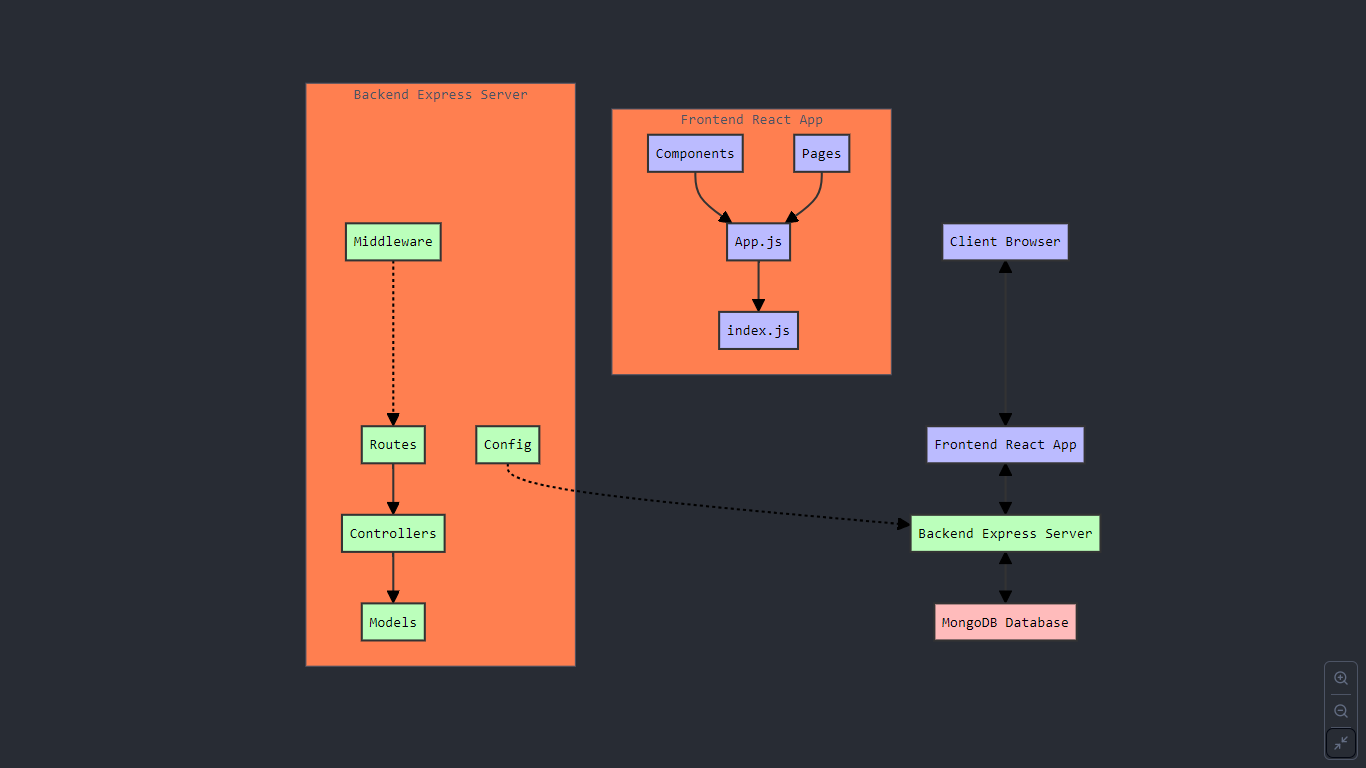 Backend Express Server
Middleware
Routes
Config
Controllers
Models
Frontend React App
Components
Pages
App.js
index.js
Client Browser
Frontend React App
Backend Express Server
MongoDB Database